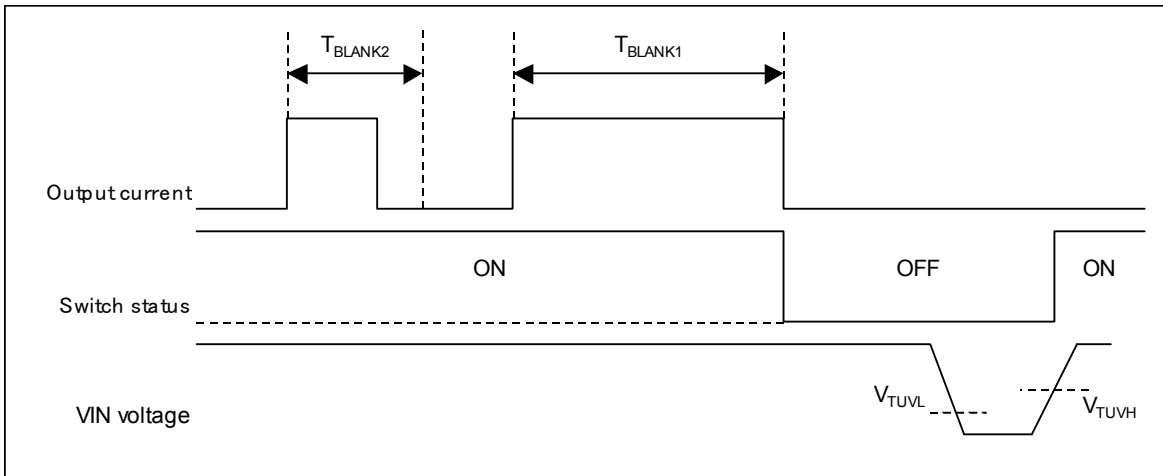 TBLANK2
TBLANK1
Output current
ON
OFF
ON
Switch status
VTUVL
VTUVH
VIN voltage